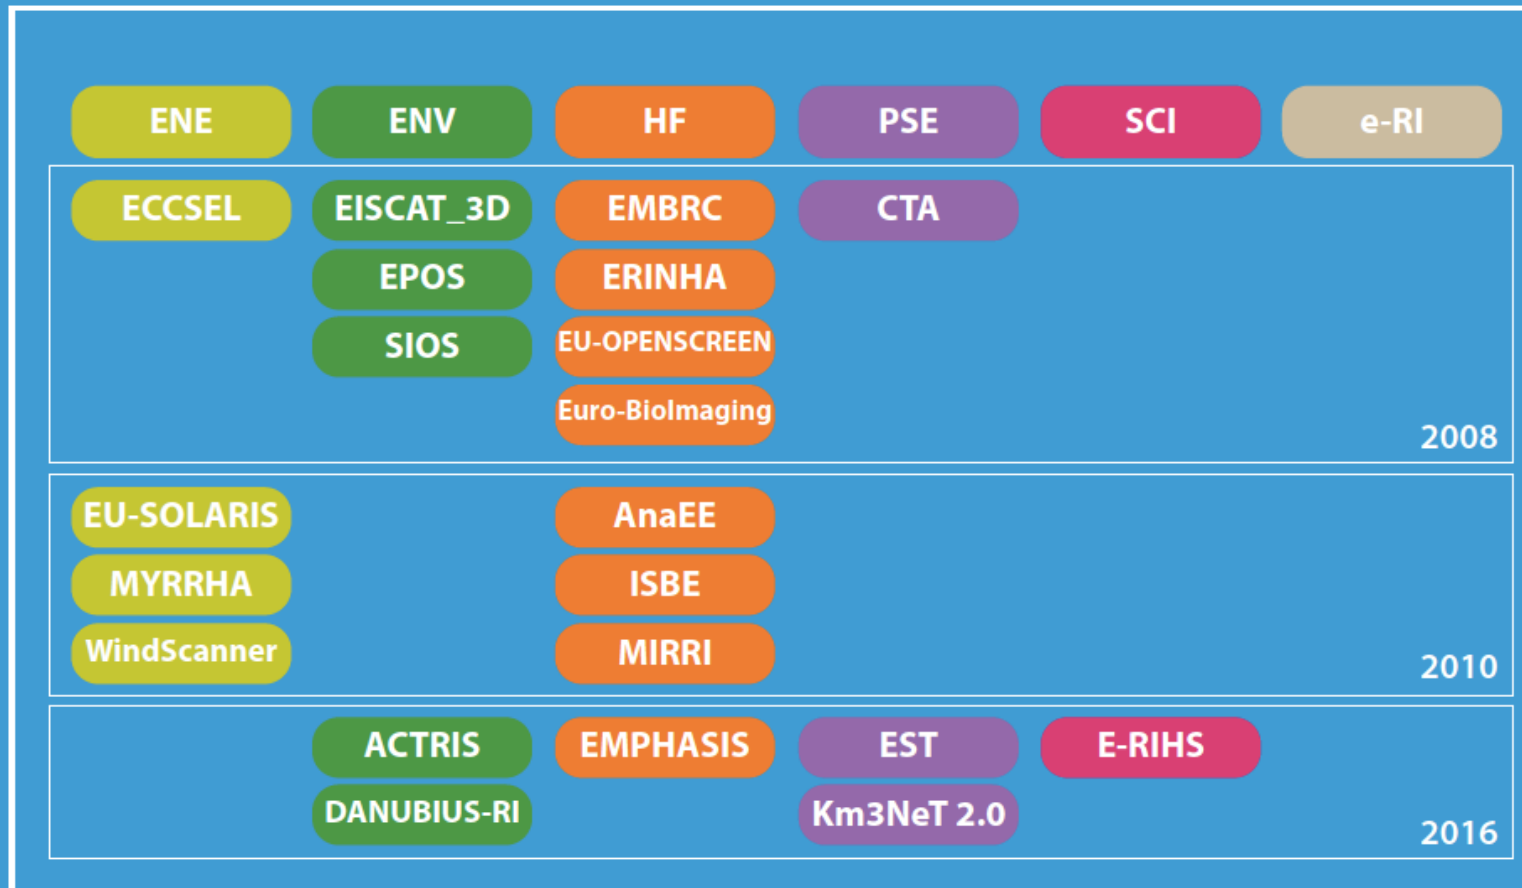 ENE ENV HF PSE SCI e-RI
ECCSEL EISCAT_3D EMBRC CTA
EPOS ERINHA
SIOS EU-OPENSCREEN
Euro-BioImaging
2008
EU-SOLARIS AnaEE
MYRRHA ISBE
WindScanner MIRRI
2010
ACTRIS EMPHASIS EST E-RIHS
DANUBIUS-RI Km3NeT 2.0
2016